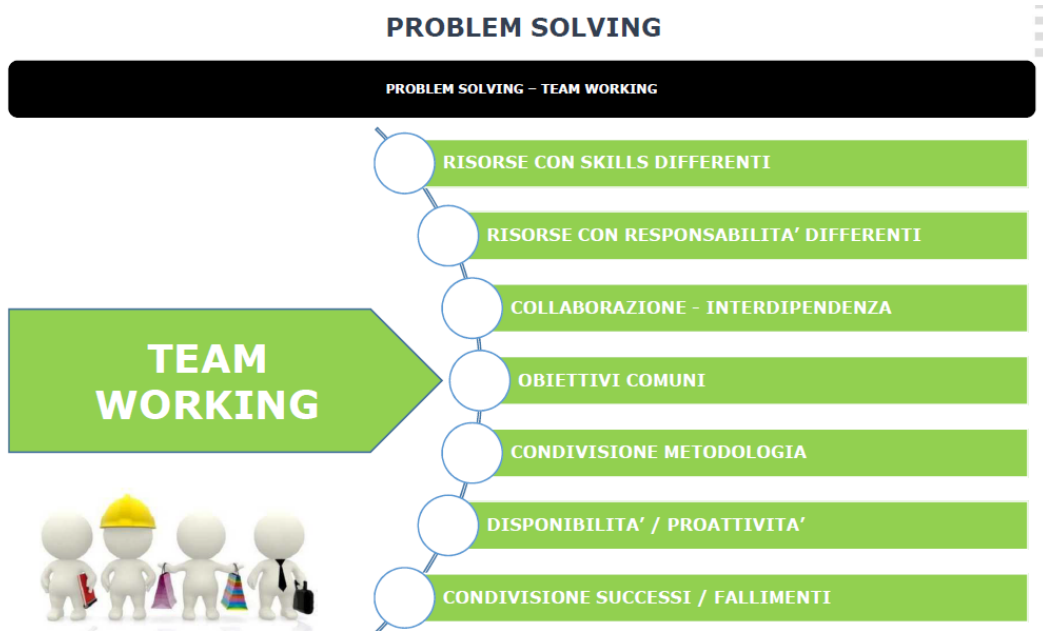 PROBLEM SOLVING
PROBLEM SOLVING – TEAM WORKING
TEAM
WORKING
RISORSE CON SKILLS DIFFERENTI
RISORSE CON RESPONSABILITA’ DIFFERENTI
COLLABORAZIONE - INTERDIPENDENZA
OBIETTIVI COMUNI
CONDIVISIONE METODOLOGIA
DISPONIBILITA’ / PROATTIVITA’
CONDIVISIONE SUCCESSI / FALLIMENTI